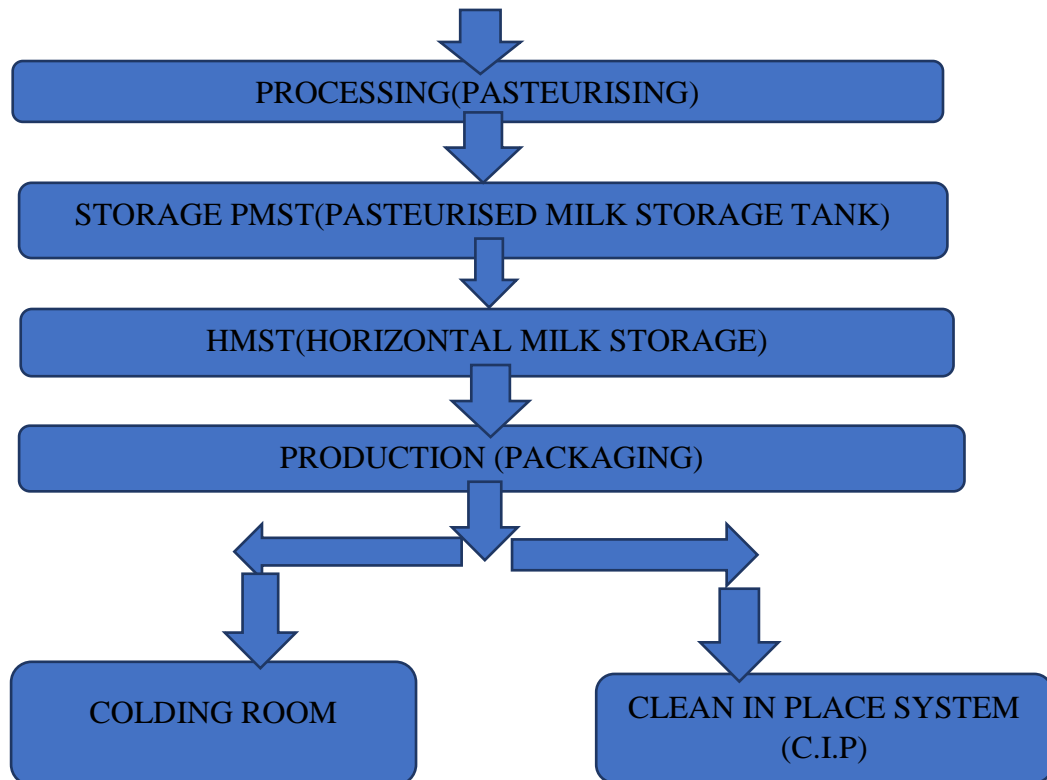 PROCESSING(PASTEURISING)
STORAGE PMST(PASTEURISED MILK STORAGE TANK)
HMST(HORIZONTAL MILK STORAGE)
PRODUCTION (PACKAGING)
COLDING ROOM
CLEAN IN PLACE SYSTEM
(C.I.P)